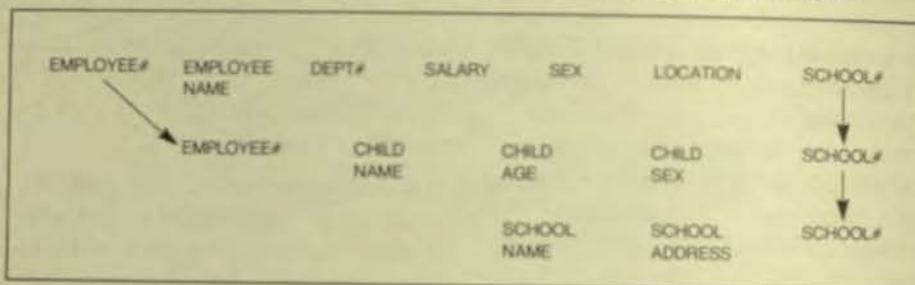 EMPLOYEE# EMPLOYEE DEPT# SALARY SEX LOCATION SCHOOL#
NAME
EMPLOYEE# CHILD CHILD CHILD SCHOOL#
NAME AGE SEX
SCHOOL SCHOOL SCHOOL#
NAME ADDRESS